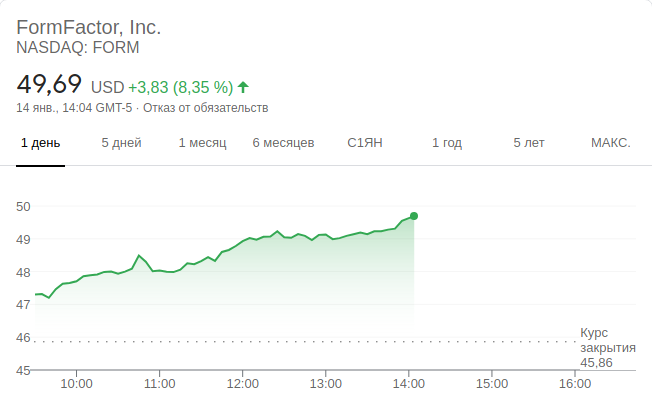 FormFactor, Inc.
NASDAQ: FORM
49,69 USD +3,83 (8,35 %)
14 янв., 14:04 GMT-5 · Отказ от обязательств
1 день 5 дней 1 месяц 6 месяцев С1ЯН 1 год 5 лет МАКС.
50
49
48
47
46
45
Курс
закрытия
45,86
10:00 11:00 12:00 13:00 14:00 15:00 16:00